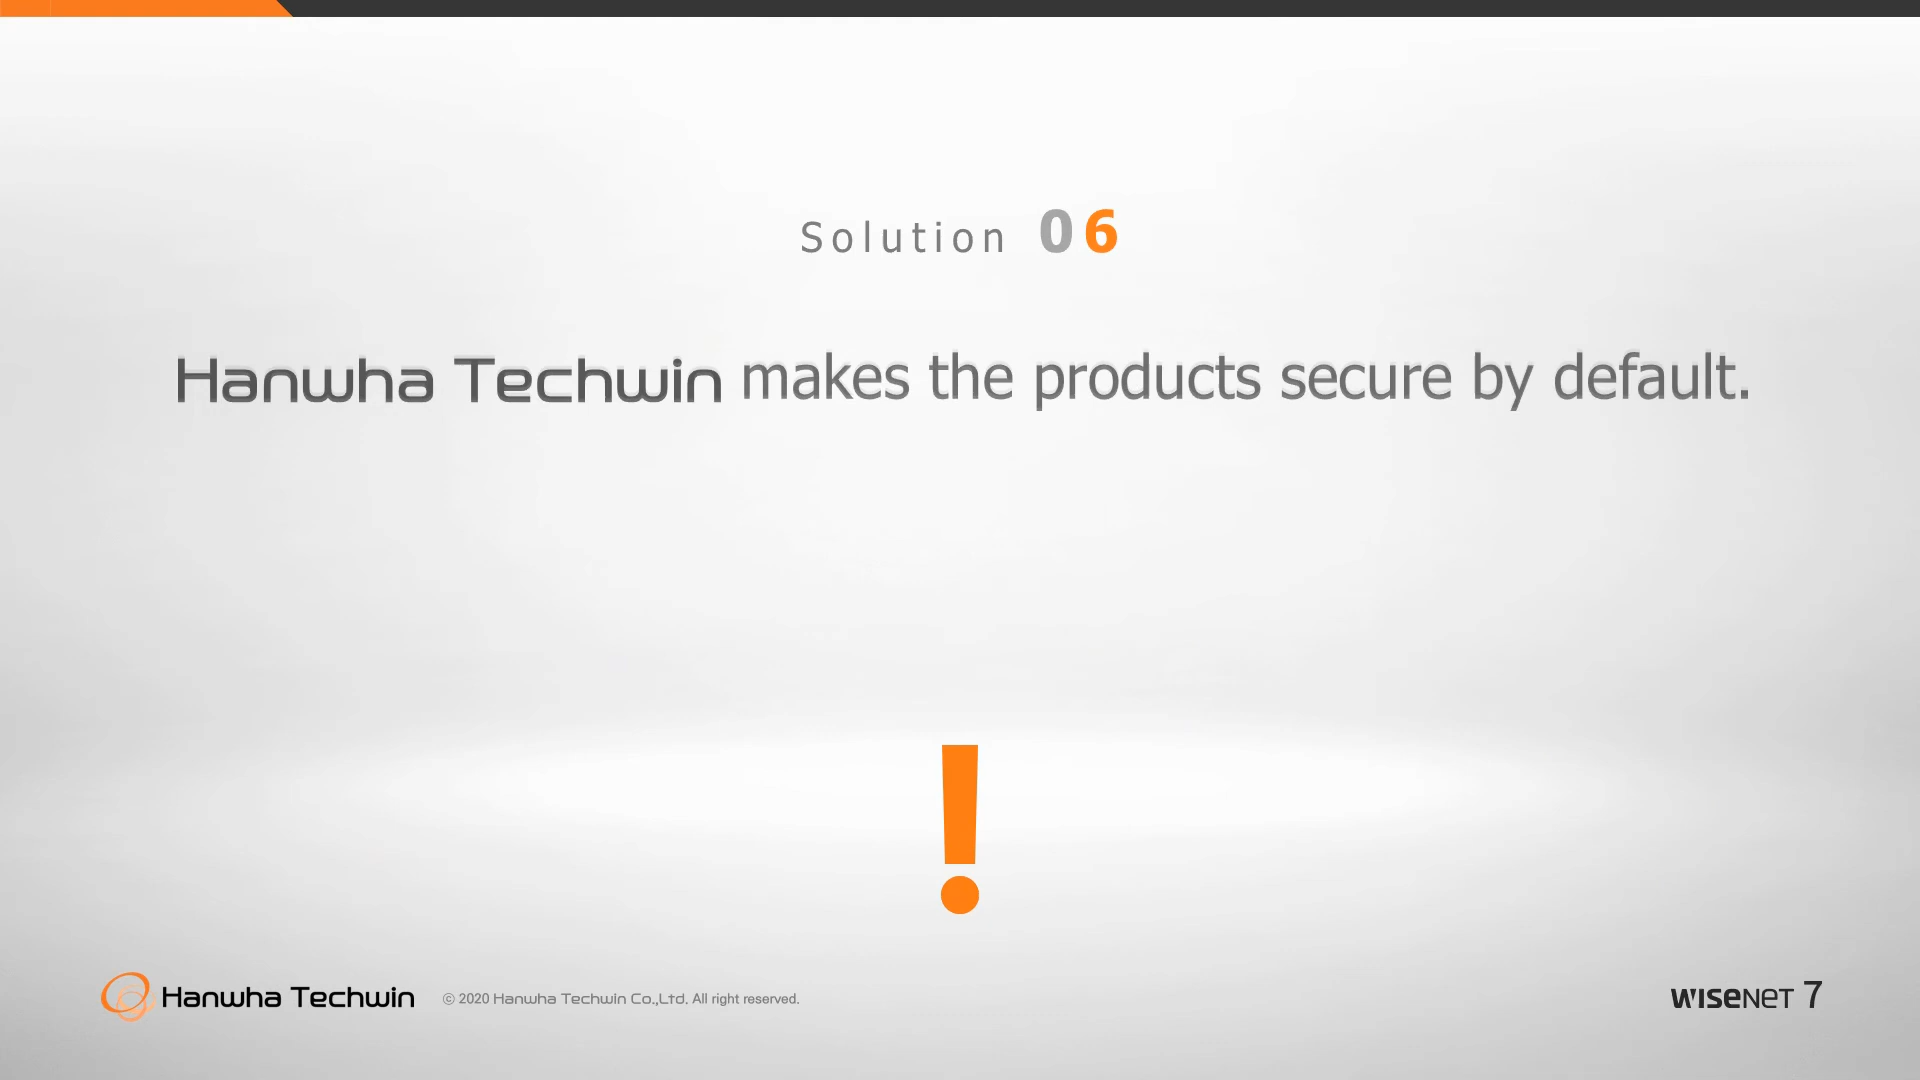 Solution 06
Hanwha Techwin makes the products secure by default.
!
Hanwha Techwin © 2020 Hanwha Techwin Co.,Ltd. All right reserved. WISENET 7